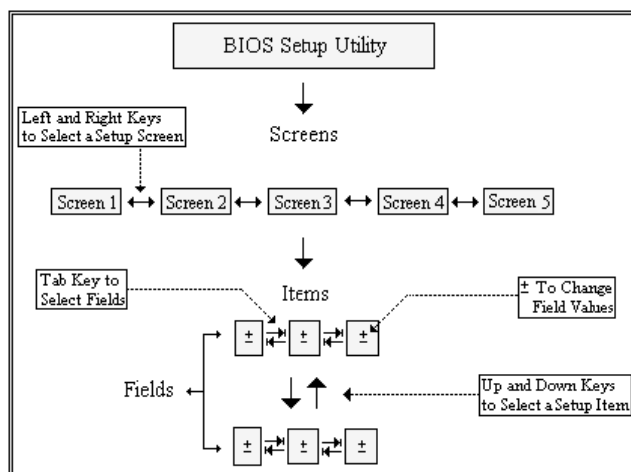 BIOS Setup Utility
Left and Right Keys
to Select a Setup Screen
Screens
Screen 1
Screen 2
Screen 3
Screen 4
Screen 5
Tab Key to
Select Fields
Items
± To Change
Field Values
± ± ±
Fields
Up and Down Keys
to Select a Setup Item
± ± ±